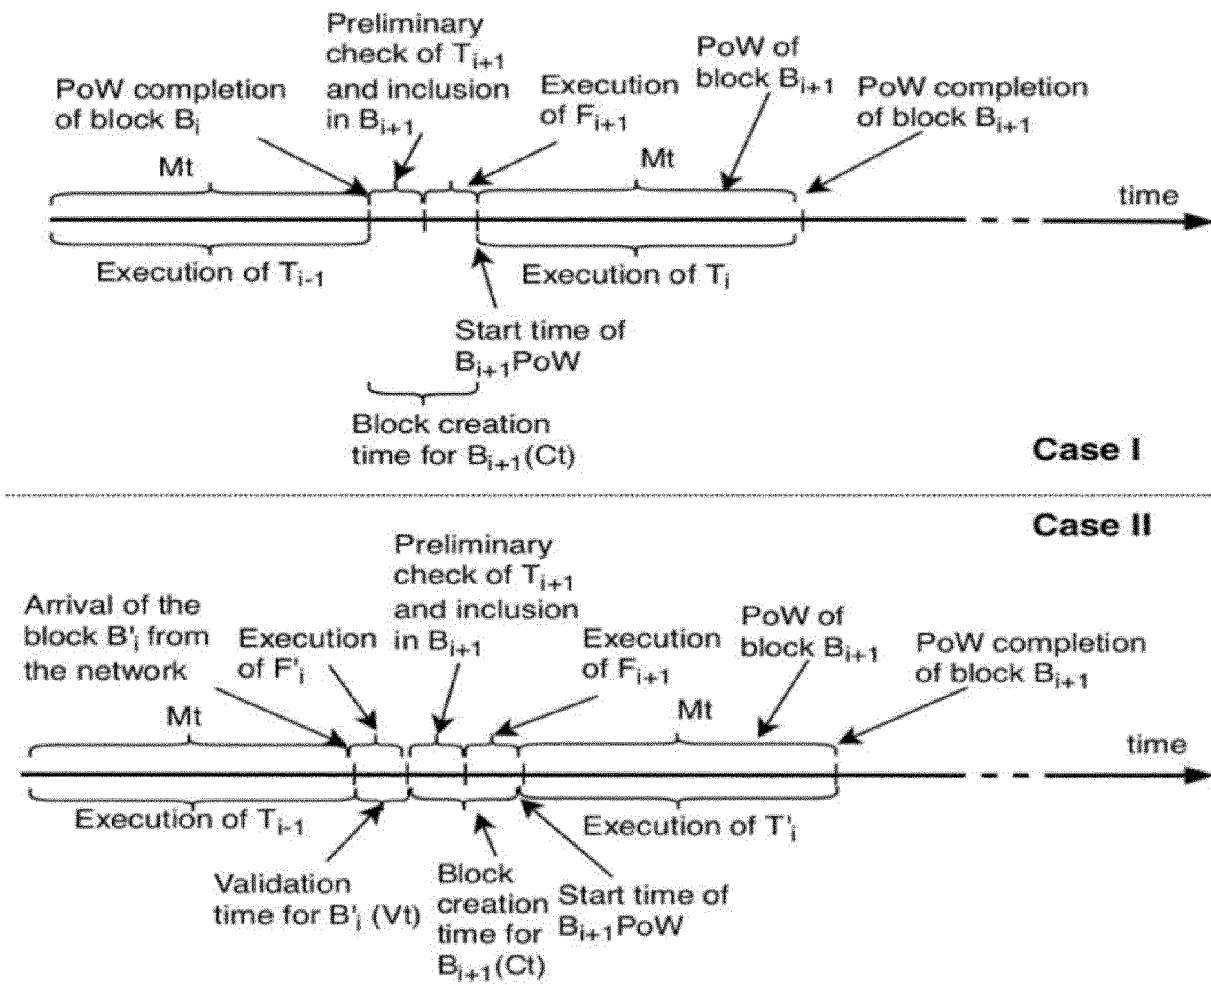 Preliminary
check of Ti+1
and inclusion
in Bi+1
PoW completion
of block Bi
Execution
of Fi+1
PoW of
block Bi+1
PoW completion
of block Bi+1
Mt
Mt
time
Execution of Ti-1
Execution of Ti
Start time of
Bi+1PoW
Block creation
time for Bi+1(Ct)
Case I
Case II
Preliminary
check of Ti+1
and inclusion
in Bi+1
Arrival of the
block B'i from
the network
Execution
of F'i
Execution
of Fi+1
PoW of
block Bi+1
PoW completion
of block Bi+1
Mt
Mt
time
Execution of Ti-1
Execution of T'i
Validation
time for B'i (Vt)
Block
creation
time for
Bi+1(Ct)
Start time of
Bi+1PoW